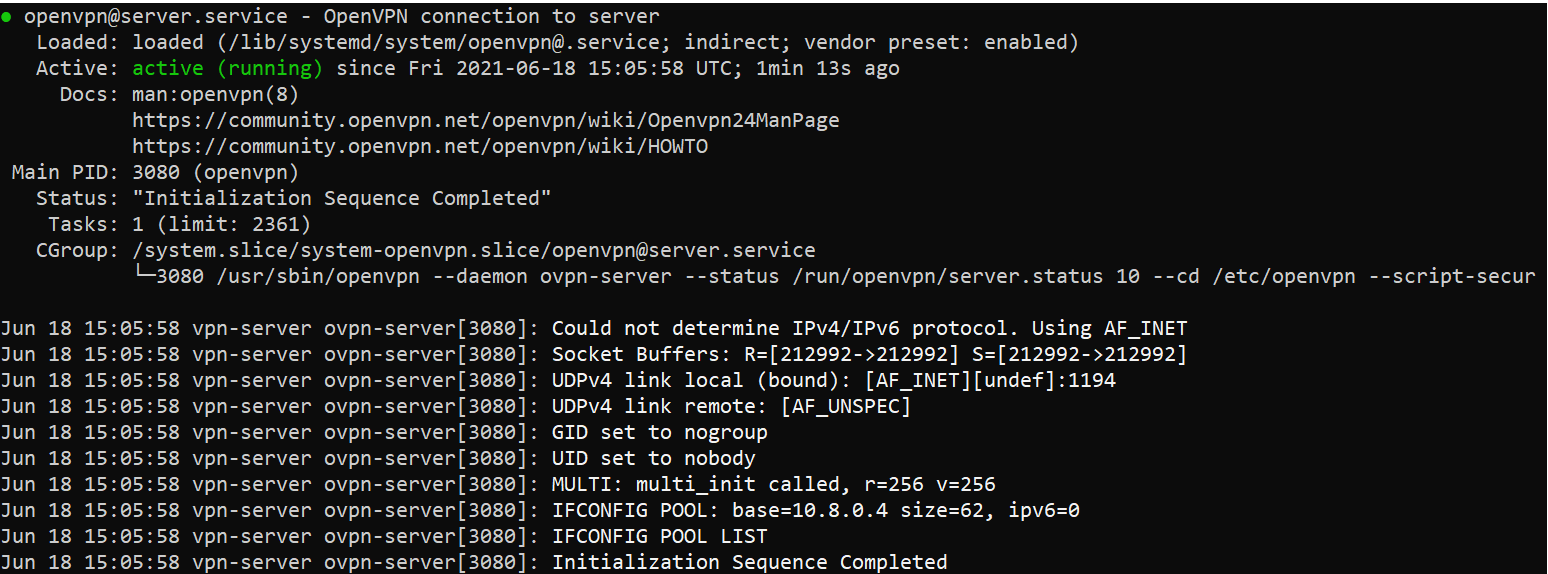 ● openvpn@server.service - OpenVPN connection to server
   Loaded: loaded (/lib/systemd/system/openvpn@.service; indirect; vendor preset: enabled)
   Active: active (running) since Fri 2021-06-18 15:05:58 UTC; 1min 13s ago
     Docs: man:openvpn(8)
           https://community.openvpn.net/openvpn/wiki/Openvpn24ManPage
           https://community.openvpn.net/openvpn/wiki/HOWTO
 Main PID: 3080 (openvpn)
   Status: "Initialization Sequence Completed"
    Tasks: 1 (limit: 2361)
   CGroup: /system.slice/system-openvpn.slice/openvpn@server.service
           └─3080 /usr/sbin/openvpn --daemon ovpn-server --status /run/openvpn/server.status 10 --cd /etc/openvpn --script-secur

Jun 18 15:05:58 vpn-server ovpn-server[3080]: Could not determine IPv4/IPv6 protocol. Using AF_INET
Jun 18 15:05:58 vpn-server ovpn-server[3080]: Socket Buffers: R=[212992->212992] S=[212992->212992]
Jun 18 15:05:58 vpn-server ovpn-server[3080]: UDPv4 link local (bound): [AF_INET][undef]:1194
Jun 18 15:05:58 vpn-server ovpn-server[3080]: UDPv4 link remote: [AF_UNSPEC]
Jun 18 15:05:58 vpn-server ovpn-server[3080]: GID set to nogroup
Jun 18 15:05:58 vpn-server ovpn-server[3080]: UID set to nobody
Jun 18 15:05:58 vpn-server ovpn-server[3080]: MULTI: multi_init called, r=256 v=256
Jun 18 15:05:58 vpn-server ovpn-server[3080]: IFCONFIG POOL: base=10.8.0.4 size=62, ipv6=0
Jun 18 15:05:58 vpn-server ovpn-server[3080]: IFCONFIG POOL LIST
Jun 18 15:05:58 vpn-server ovpn-server[3080]: Initialization Sequence Completed